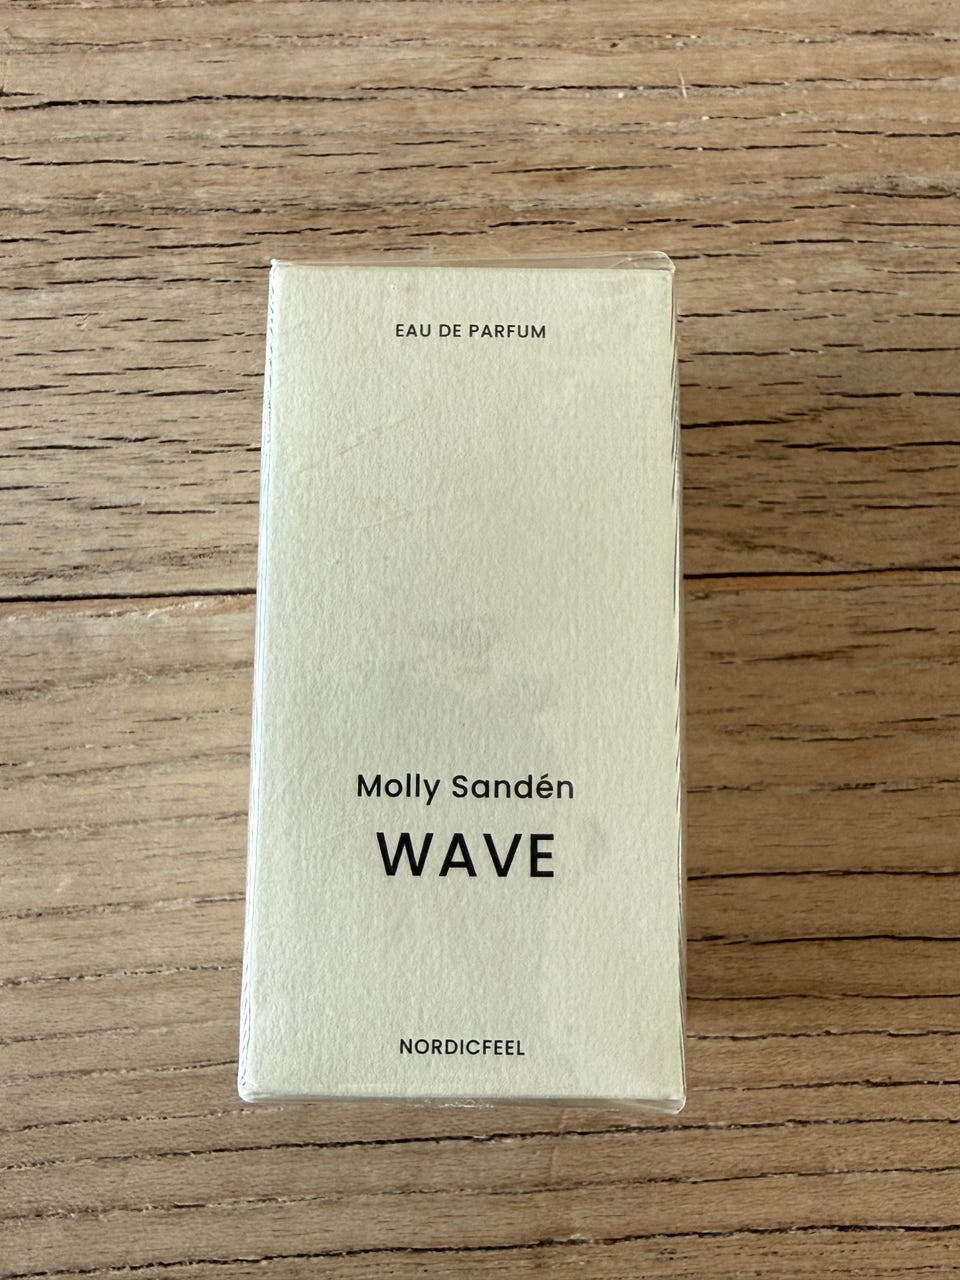 EAU DE PARFUM
Molly Sandén
WAVE
NORDICFEEL